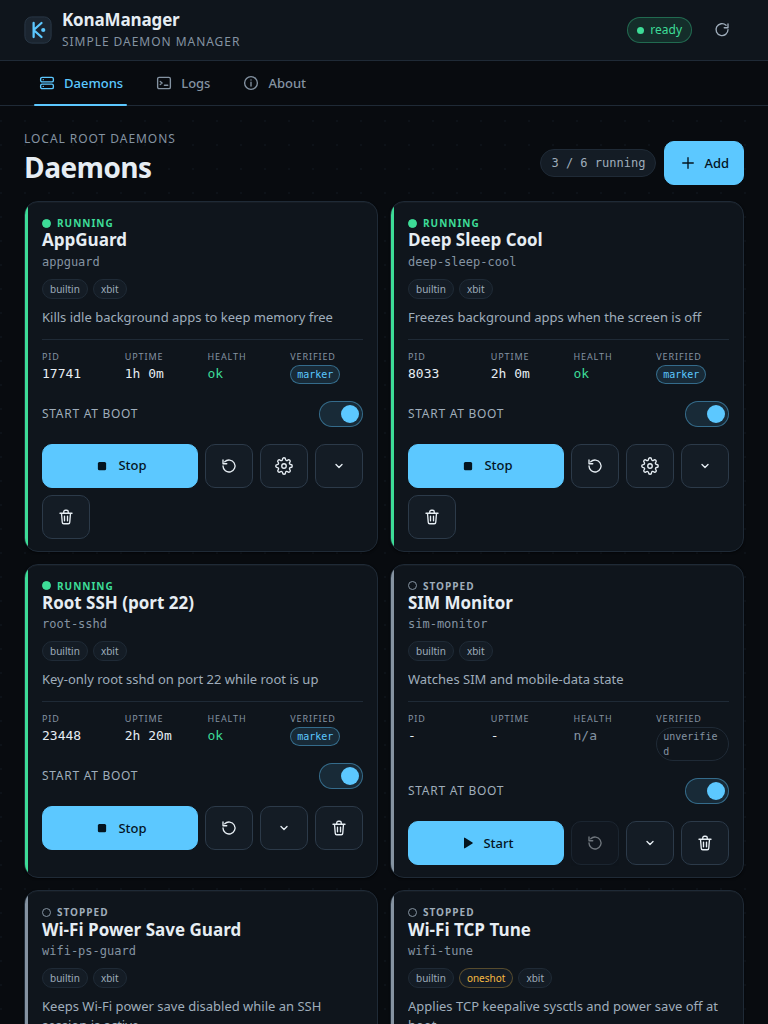 KonaManager
SIMPLE DAEMON MANAGER
ready
Daemons
Logs
About
LOCAL ROOT DAEMONS
Daemons
3 / 6 running
Add
RUNNING
AppGuard
appguard
builtin xbit
Kills idle background apps to keep memory free
PID UPTIME HEALTH VERIFIED
17741 1h 0m ok marker
START AT BOOT
Stop
RUNNING
Deep Sleep Cool
deep-sleep-cool
builtin xbit
Freezes background apps when the screen is off
PID UPTIME HEALTH VERIFIED
8033 2h 0m ok marker
START AT BOOT
Stop
RUNNING
Root SSH (port 22)
root-sshd
builtin xbit
Key-only root sshd on port 22 while root is up
PID UPTIME HEALTH VERIFIED
23448 2h 20m ok marker
START AT BOOT
Stop
STOPPED
SIM Monitor
sim-monitor
builtin xbit
Watches SIM and mobile-data state
PID UPTIME HEALTH VERIFIED
- - n/a unverifie
d
START AT BOOT
Start
STOPPED
Wi-Fi Power Save Guard
wifi-ps-guard
builtin xbit
Keeps Wi-Fi power save disabled while an SSH
session is active
STOPPED
Wi-Fi TCP Tune
wifi-tune
builtin oneshot xbit
Applies TCP keepalive sysctls and power save off at
boot